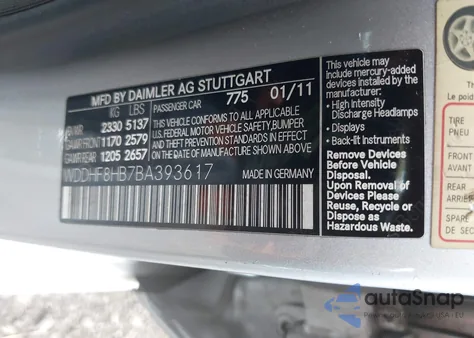 MFD BY DAIMLER AG STUTTGART
KG LBS
PASSENGER CAR 775 01/11
GVWR 2330 5137
GAWR FRONT 1170 2579
GAWR REAR 1205 2657
THIS VEHICLE CONFORMS TO ALL APPLICABLE
U.S. FEDERAL MOTOR VEHICLE SAFETY, BUMPER
AND THEFT PREVENTION STANDARDS IN EFFECT
ON THE DATE OF MANUFACTURE SHOWN ABOVE.
WDDHF8HB7BA393617 MADE IN GERMANY
This vehicle may
include mercury-added
devices installed by the
manufacturer:
• High Intensity
Discharge Headlamps
• Displays
• Back-lit Instruments
Remove Devices
Before Vehicle
Disposal.
Upon Removal of
Devices Please
Reuse, Recycle or
Dispose as
Hazardous Waste.
Le poid
TIRE
PNEU
FRONT
AVANT
REAR
SPARE
DE SEC
autoSnap